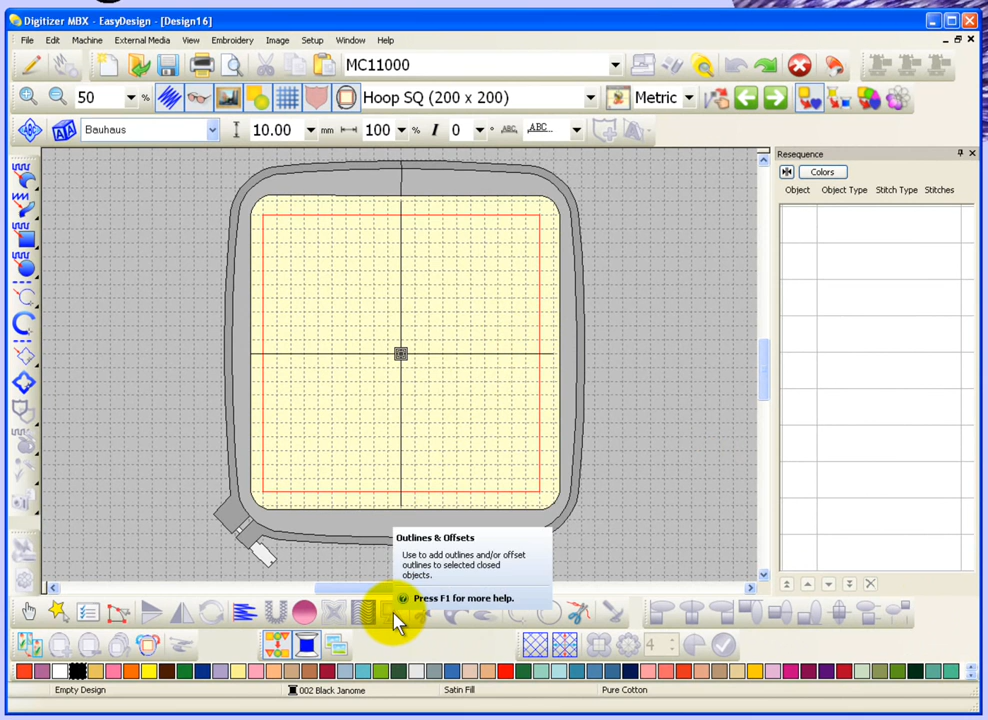 Digitizer MBX - EasyDesign - [Design16]
File Edit Machine External Media View Embroidery Image Setup Window Help
MC11000
50 % Hoop SQ (200 x 200) Metric
ABC Bauhaus 10.00 mm 100 % I 0 ° ABC ABC...
Resequence
Colors
Object Object Type Stitch Type Stitches
Outlines & Offsets
Use to add outlines and/or offset
outlines to selected closed
objects.
Press F1 for more help.
4
Empty Design 002 Black Janome Satin Fill Pure Cotton